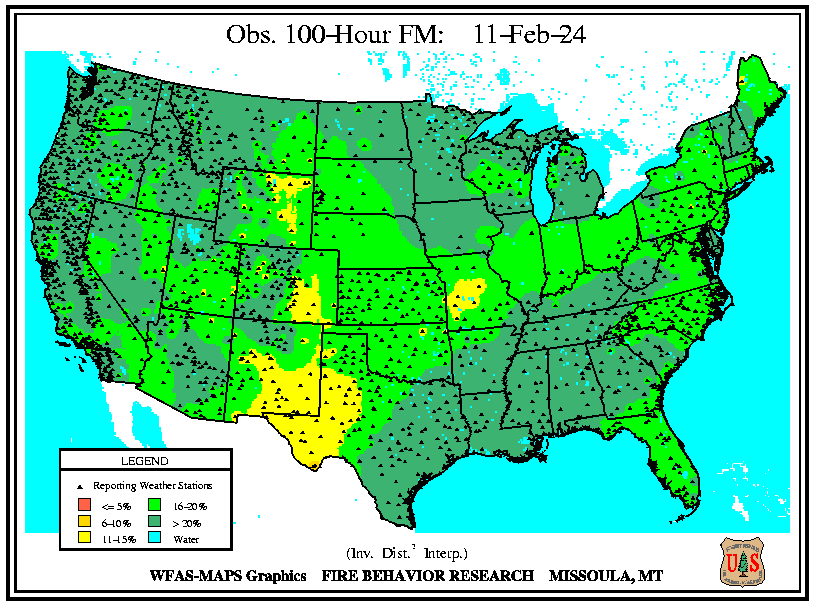 Obs. 100-Hour FM: 11-Feb-24
LEGEND
Reporting Weather Stations
<= 5% 16-20%
6-10% > 20%
11-15% Water
(Inv. Dist.² Interp.)
WFAS-MAPS Graphics FIRE BEHAVIOR RESEARCH MISSOULA, MT
U S